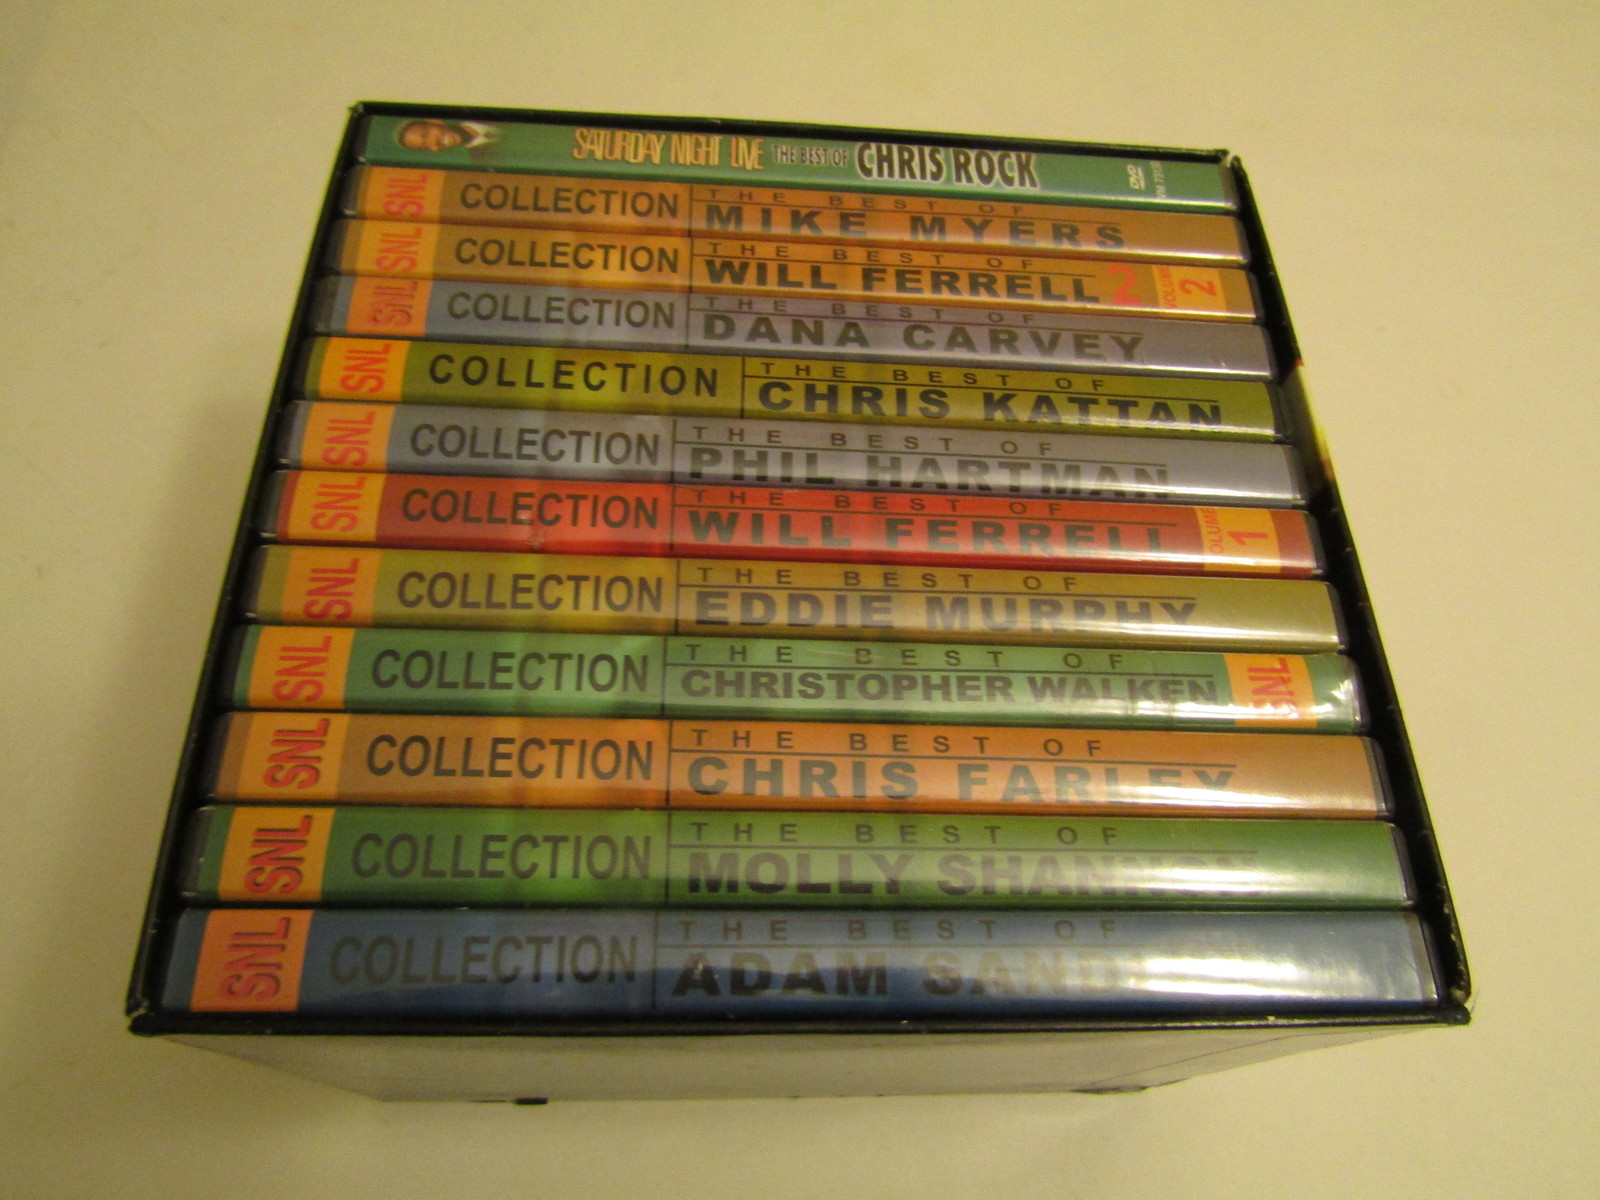 SATURDAY NIGHT LIVE THE BEST OF CHRIS ROCK DVD
SNL COLLECTION THE BEST OF
MIKE MYERS
SNL COLLECTION THE BEST OF
WILL FERRELL 2 VOLUME 2
SNL COLLECTION THE BEST OF
DANA CARVEY
SNL COLLECTION THE BEST OF
CHRIS KATTAN
SNL COLLECTION THE BEST OF
PHIL HARTMAN
SNL COLLECTION THE BEST OF
WILL FERRELL VOLUME 1
SNL COLLECTION THE BEST OF
EDDIE MURPHY
SNL COLLECTION THE BEST OF
CHRISTOPHER WALKEN SNL
SNL COLLECTION THE BEST OF
CHRIS FARLEY
SNL COLLECTION THE BEST OF
MOLLY SHANNON
SNL COLLECTION THE BEST OF
ADAM